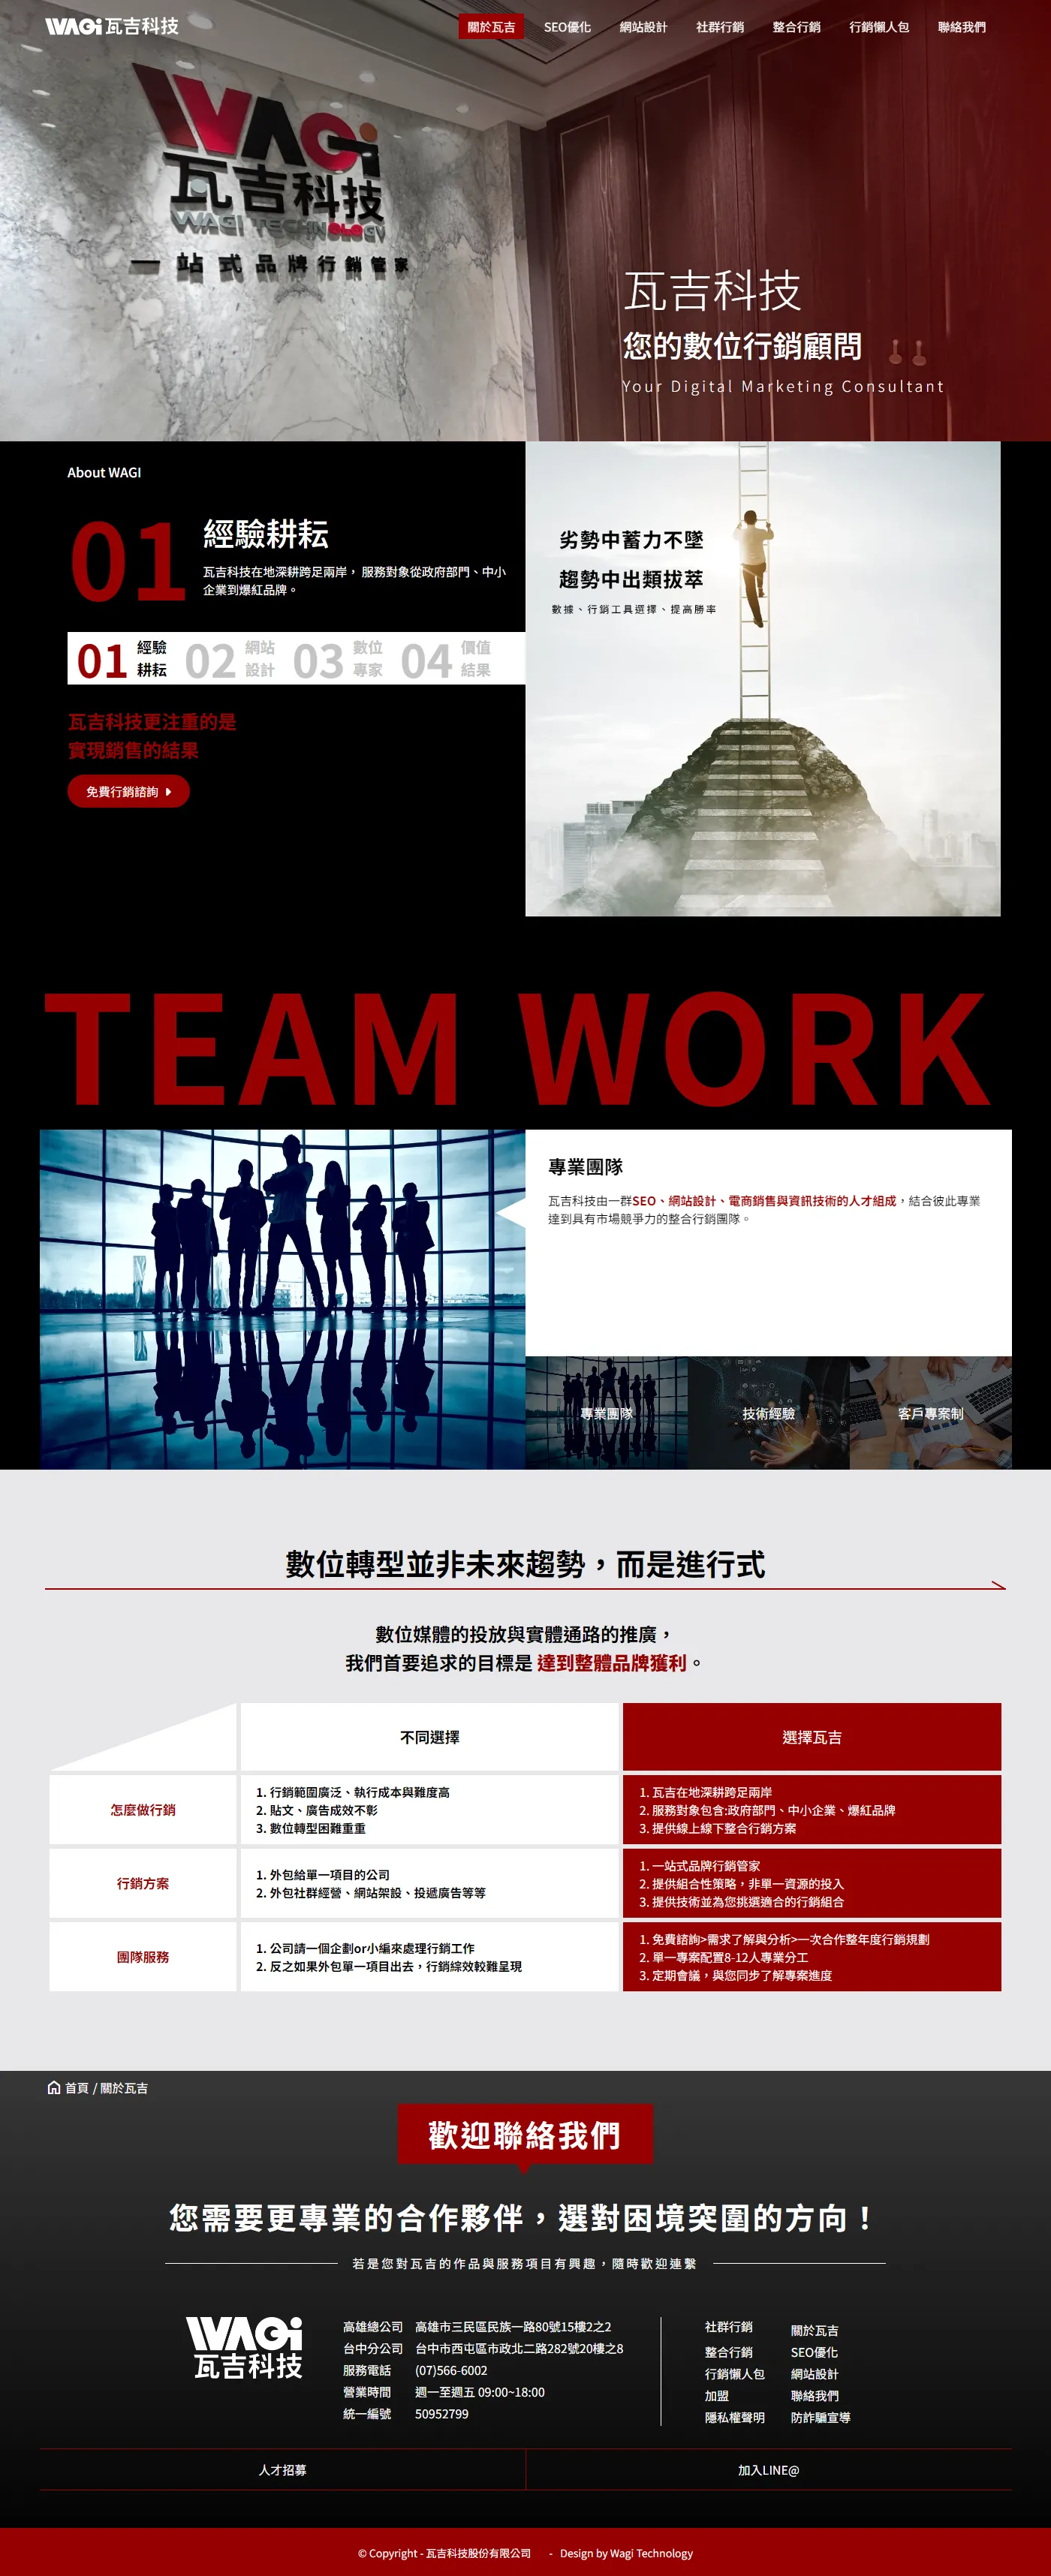 WAGi 瓦吉科技
關於瓦吉
SEO優化
網站設計
社群行銷
整合行銷
行銷懶人包
聯絡我們
WAGi
瓦吉科技
WAGI TECHNOLOGY
一站式品牌行銷管家
瓦吉科技
您的數位行銷顧問
Your Digital Marketing Consultant
About WAGI
01
經驗耕耘
瓦吉科技在地深耕跨足兩岸， 服務對象從政府部門、中小
企業到爆紅品牌。
01 經驗耕耘
02 網站設計
03 數位專家
04 價值結果
瓦吉科技更注重的是
實現銷售的結果
免費行銷諮詢
劣勢中蓄力不墜
趨勢中出類拔萃
數據、行銷工具選擇、提高勝率
TEAM WORK
專業團隊
瓦吉科技由一群SEO、網站設計、電商銷售與資訊技術的人才組成，結合彼此專業
達到具有市場競爭力的整合行銷團隊。
專業團隊
技術經驗
客戶專案制
數位轉型並非未來趨勢，而是進行式
數位媒體的投放與實體通路的推廣，
我們首要追求的目標是 達到整體品牌獲利。
不同選擇
選擇瓦吉
怎麼做行銷
1. 行銷範圍廣泛、執行成本與難度高
2. 貼文、廣告成效不彰
3. 數位轉型困難重重
1. 瓦吉在地深耕跨足兩岸
2. 服務對象包含:政府部門、中小企業、爆紅品牌
3. 提供線上線下整合行銷方案
行銷方案
1. 外包給單一項目的公司
2. 外包社群經營、網站架設、投遞廣告等等
1. 一站式品牌行銷管家
2. 提供組合性策略，非單一資源的投入
3. 提供技術並為您挑選適合的行銷組合
團隊服務
1. 公司請一個企劃or小編來處理行銷工作
2. 反之如果外包單一項目出去，行銷綜效較難呈現
1. 免費諮詢>需求了解與分析>一次合作整年度行銷規劃
2. 單一專案配置8-12人專業分工
3. 定期會議，與您同步了解專案進度
首頁 / 關於瓦吉
歡迎聯絡我們
您需要更專業的合作夥伴，選對困境突圍的方向！
若是您對瓦吉的作品與服務項目有興趣，隨時歡迎連繫
WAGi
瓦吉科技
高雄總公司 高雄市三民區民族一路80號15樓2之2
台中分公司 台中市西屯區市政北二路282號20樓之8
服務電話 (07)566-6002
營業時間 週一至週五 09:00~18:00
統一編號 50952799
社群行銷
整合行銷
行銷懶人包
加盟
隱私權聲明
關於瓦吉
SEO優化
網站設計
聯絡我們
防詐騙宣導
人才招募
加入LINE@
© Copyright - 瓦吉科技股份有限公司 - Design by Wagi Technology